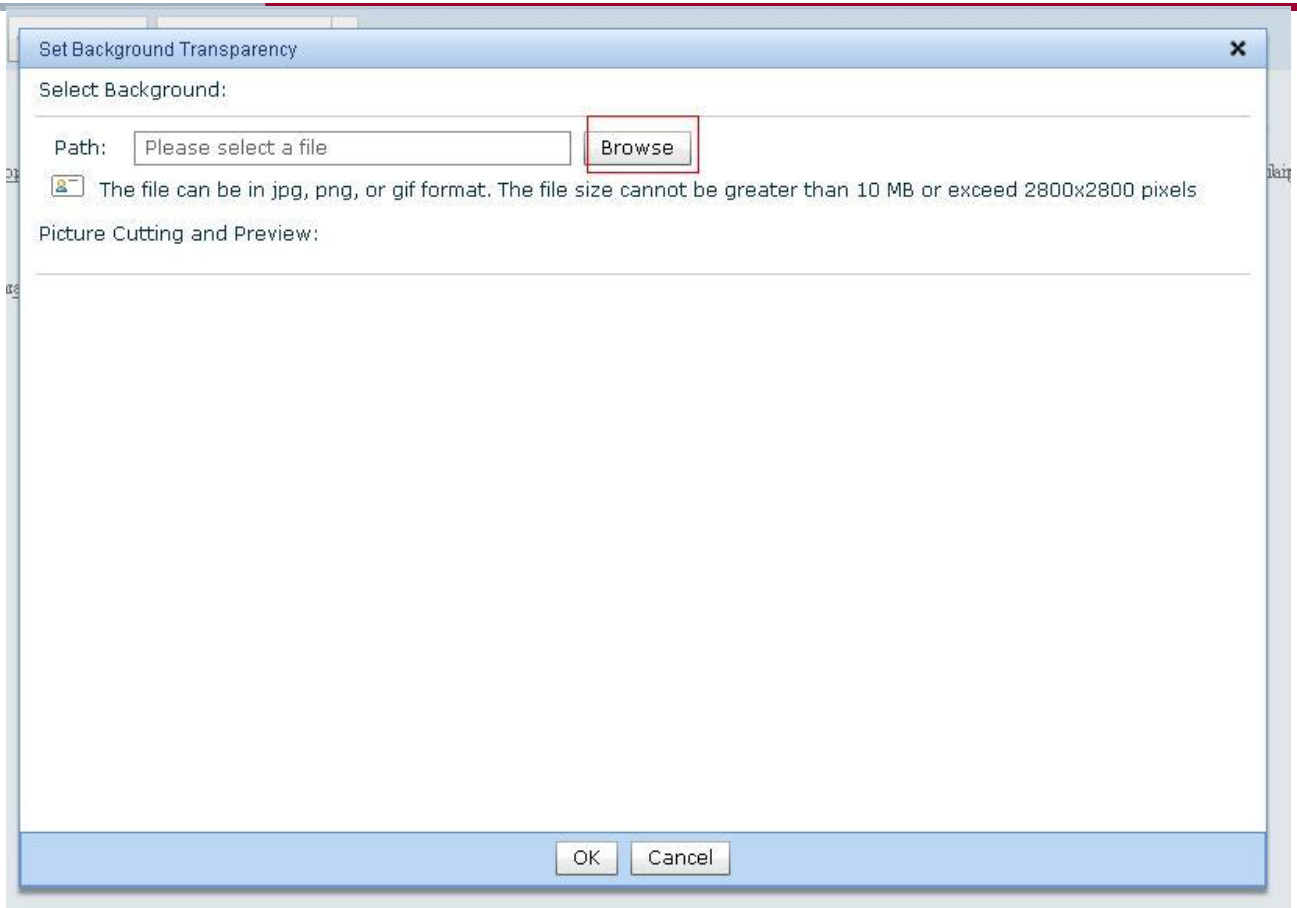 Set Background Transparency
Select Background:
Path: Please select a file Browse
The file can be in jpg, png, or gif format. The file size cannot be greater than 10 MB or exceed 2800x2800 pixels
Picture Cutting and Preview:
OK Cancel